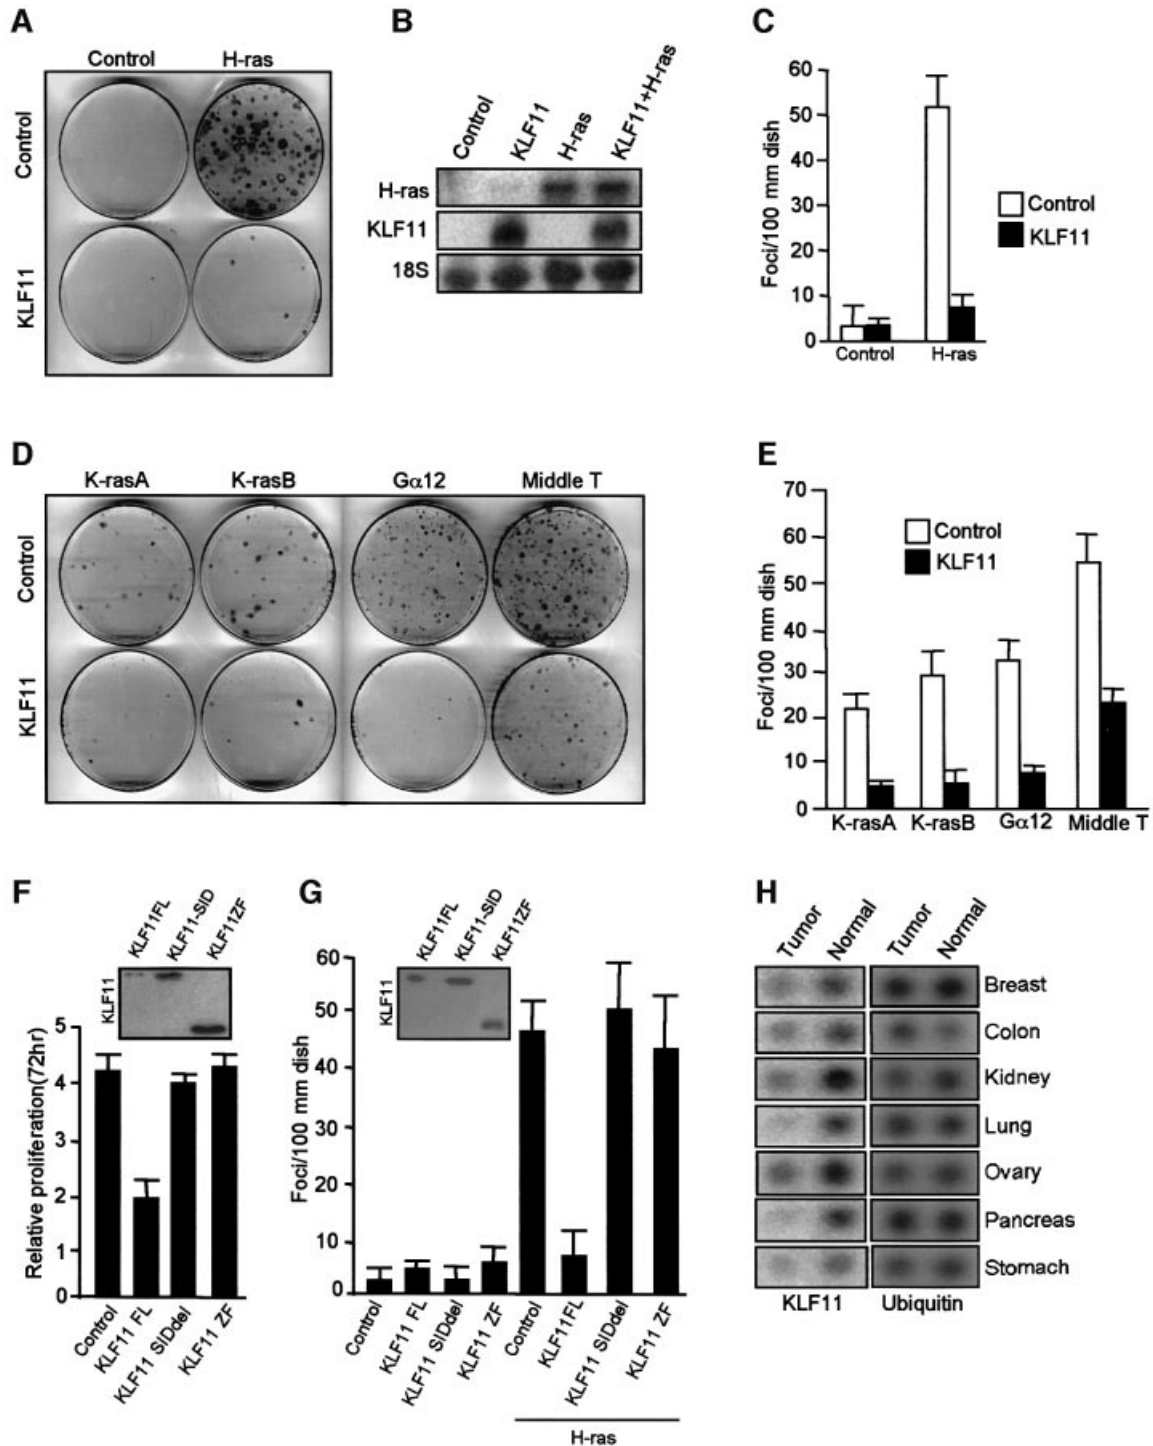 A
Control H-ras
Control
KLF11
B
Control KLF11 H-ras KLF11+H-ras
H-ras
KLF11
18S
C
60
50
40
30
20
10
0
Foci/100 mm dish
Control
KLF11
Control H-ras
D
K-rasA K-rasB Gα12 Middle T
Control
KLF11
E
70
60
50
40
30
20
10
0
Foci/100 mm dish
Control
KLF11
K-rasA K-rasB Gα12 Middle T
F
KLF11FL KLF11-SID KLF11ZF
KLF11
5
4
3
2
1
0
Relative proliferation(72hr)
Control KLF11 FL KLF11 SIDdel KLF11 ZF
G
KLF11FL KLF11-SID KLF11ZF
KLF11
60
50
40
30
20
10
0
Foci/100 mm dish
Control KLF11 FL KLF11 SIDdel KLF11 ZF Control KLF11FL KLF11 SIDdel KLF11 ZF
H-ras
H
Tumor Normal Tumor Normal
Breast
Colon
Kidney
Lung
Ovary
Pancreas
Stomach
KLF11 Ubiquitin